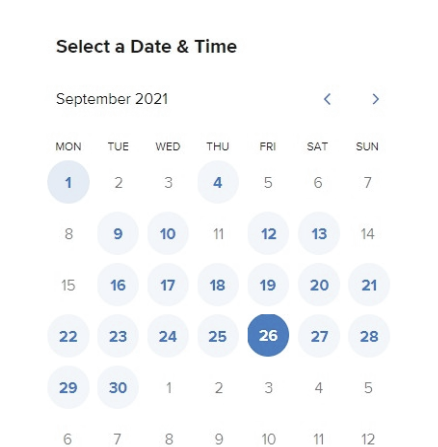 Select a Date & Time
September 2021
MON TUE WED THU FRI SAT SUN
1 2 3 4 5 6 7
8 9 10 11 12 13 14
15 16 17 18 19 20 21
22 23 24 25 26 27 28
29 30 1 2 3 4 5
6 7 8 9 10 11 12